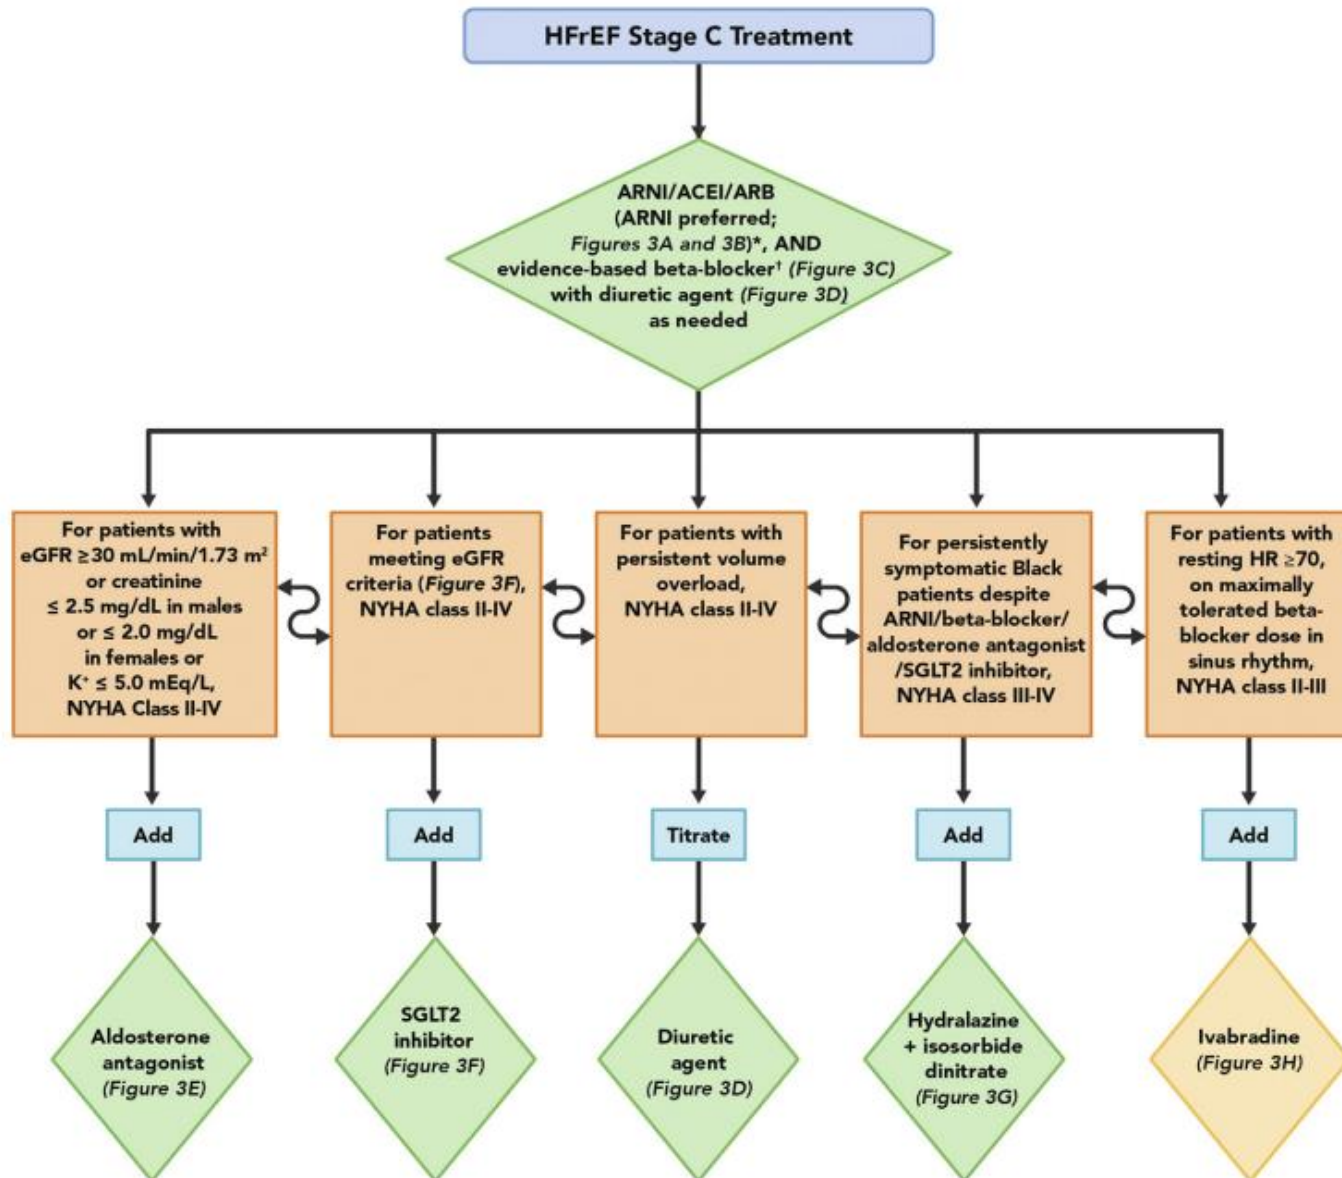 HFrEF Stage C Treatment
ARNI/ACEI/ARB
(ARNI preferred;
Figures 3A and 3B)*, AND
evidence-based beta-blocker† (Figure 3C)
with diuretic agent (Figure 3D)
as needed
For patients with
eGFR ≥30 mL/min/1.73 m²
or creatinine
≤ 2.5 mg/dL in males
or ≤ 2.0 mg/dL
in females or
K⁺ ≤ 5.0 mEq/L,
NYHA Class II-IV
For patients
meeting eGFR
criteria (Figure 3F),
NYHA class II-IV
For patients with
persistent volume
overload,
NYHA class II-IV
For persistently
symptomatic Black
patients despite
ARNI/beta-blocker/
aldosterone antagonist
/SGLT2 inhibitor,
NYHA class III-IV
For patients with
resting HR ≥70,
on maximally
tolerated beta-
blocker dose in
sinus rhythm,
NYHA class II-III
Add
Add
Titrate
Add
Add
Aldosterone
antagonist
(Figure 3E)
SGLT2
inhibitor
(Figure 3F)
Diuretic
agent
(Figure 3D)
Hydralazine
+ isosorbide
dinitrate
(Figure 3G)
Ivabradine
(Figure 3H)